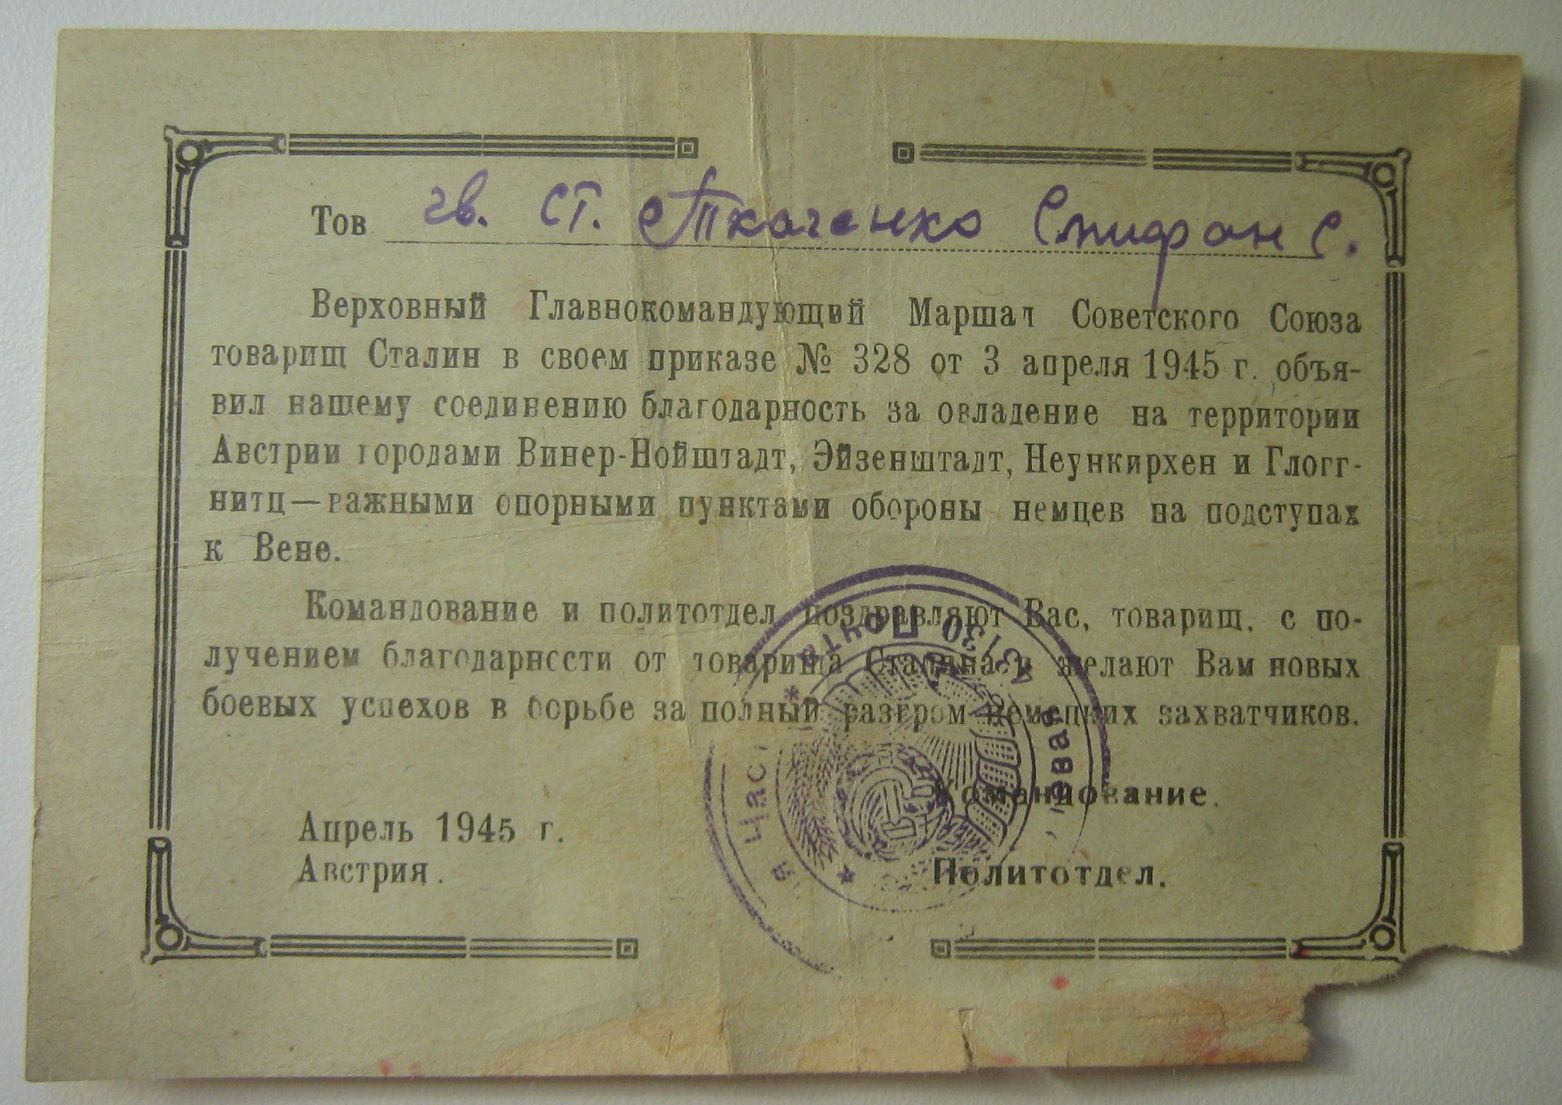 Тов гв. ст. Ткаченко С. 
Верховный Главнокомандующий Маршал Советского Союза
товарищ Сталин в своем приказе № 328 от 3 апреля 1945 г. объя-
вил нашему соединению благодарность за овладение на территории
Австрии городами Винер-Нойштадт, Эйзенштадт, Неункирхен и Глогг-
нитц—важными опорными пунктами обороны немцев на подступах
к Вене.
Командование и политотдел поздравляют Вас, товарищ, с по-
лучением благодарности от товарища Сталина и желают Вам новых
боевых успехов в борьбе за полный разгром немецких захватчиков.
Командование.
Апрель 1945 г.
Австрия.
Политотдел.
Полевая Почта